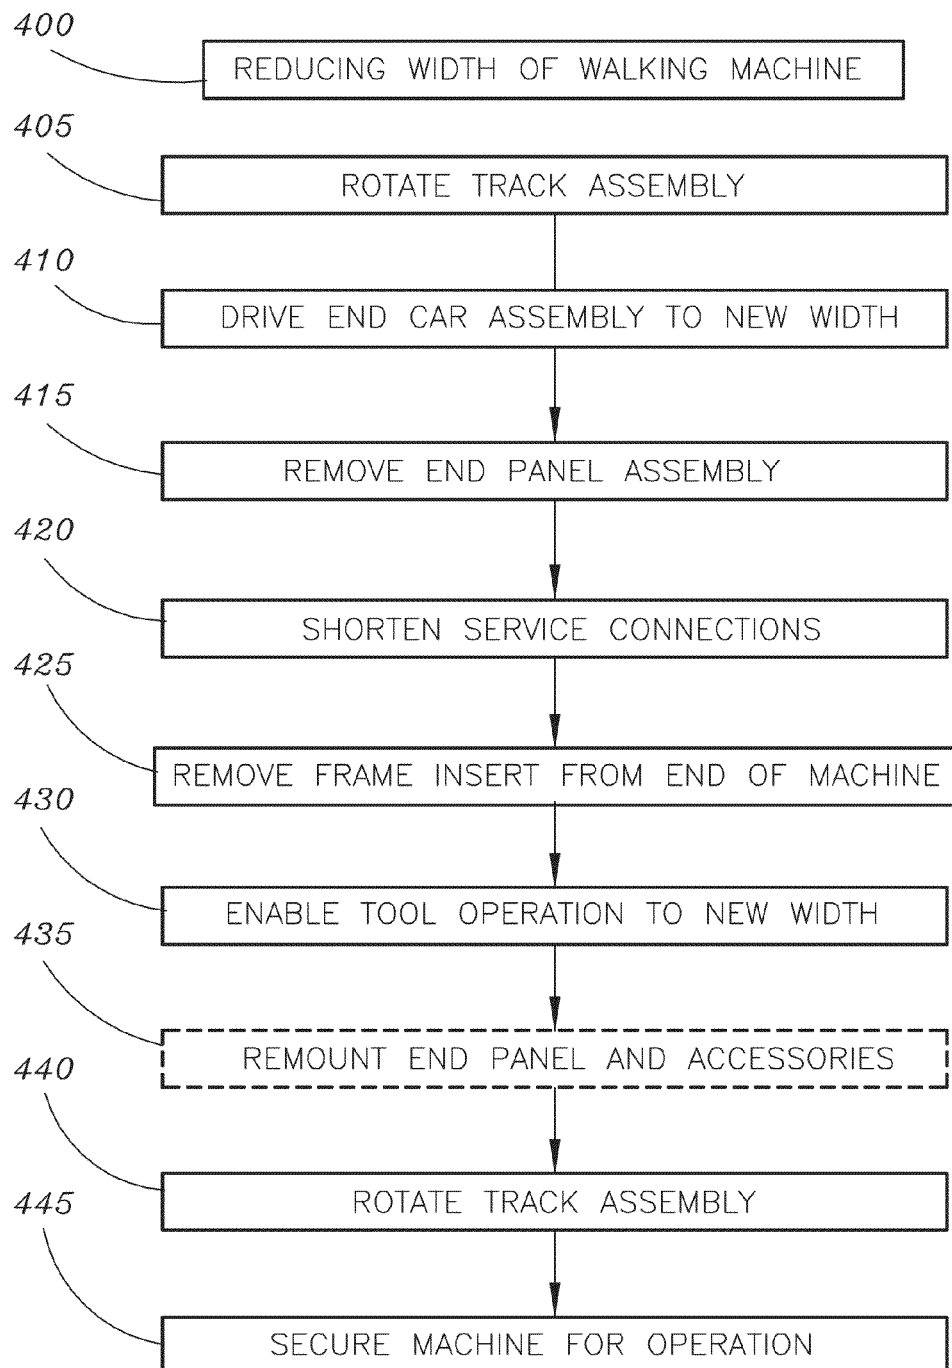 400
REDUCING WIDTH OF WALKING MACHINE
405
ROTATE TRACK ASSEMBLY
410
DRIVE END CAR ASSEMBLY TO NEW WIDTH
415
REMOVE END PANEL ASSEMBLY
420
SHORTEN SERVICE CONNECTIONS
425
REMOVE FRAME INSERT FROM END OF MACHINE
430
ENABLE TOOL OPERATION TO NEW WIDTH
435
REMOUNT END PANEL AND ACCESSORIES
440
ROTATE TRACK ASSEMBLY
445
SECURE MACHINE FOR OPERATION